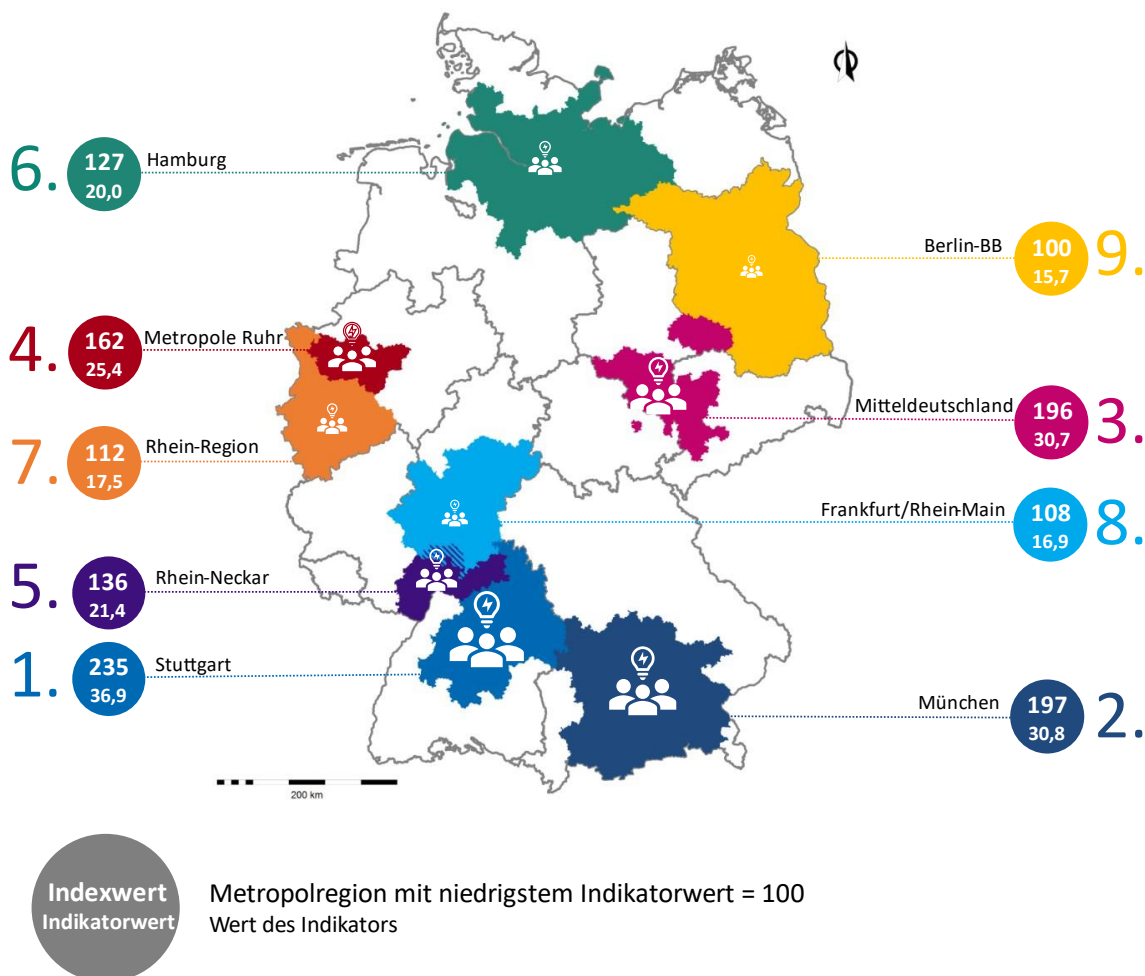 6.
127
20,0
Hamburg
Berlin-BB
100
15,7
9.
4.
162
25,4
Metropole Ruhr
Mitteldeutschland
196
30,7
3.
7.
112
17,5
Rhein-Region
Frankfurt/Rhein-Main
108
16,9
8.
5.
136
21,4
Rhein-Neckar
1.
235
36,9
Stuttgart
München
197
30,8
2.
200 km
Indexwert
Indikatorwert
Metropolregion mit niedrigstem Indikatorwert = 100
Wert des Indikators